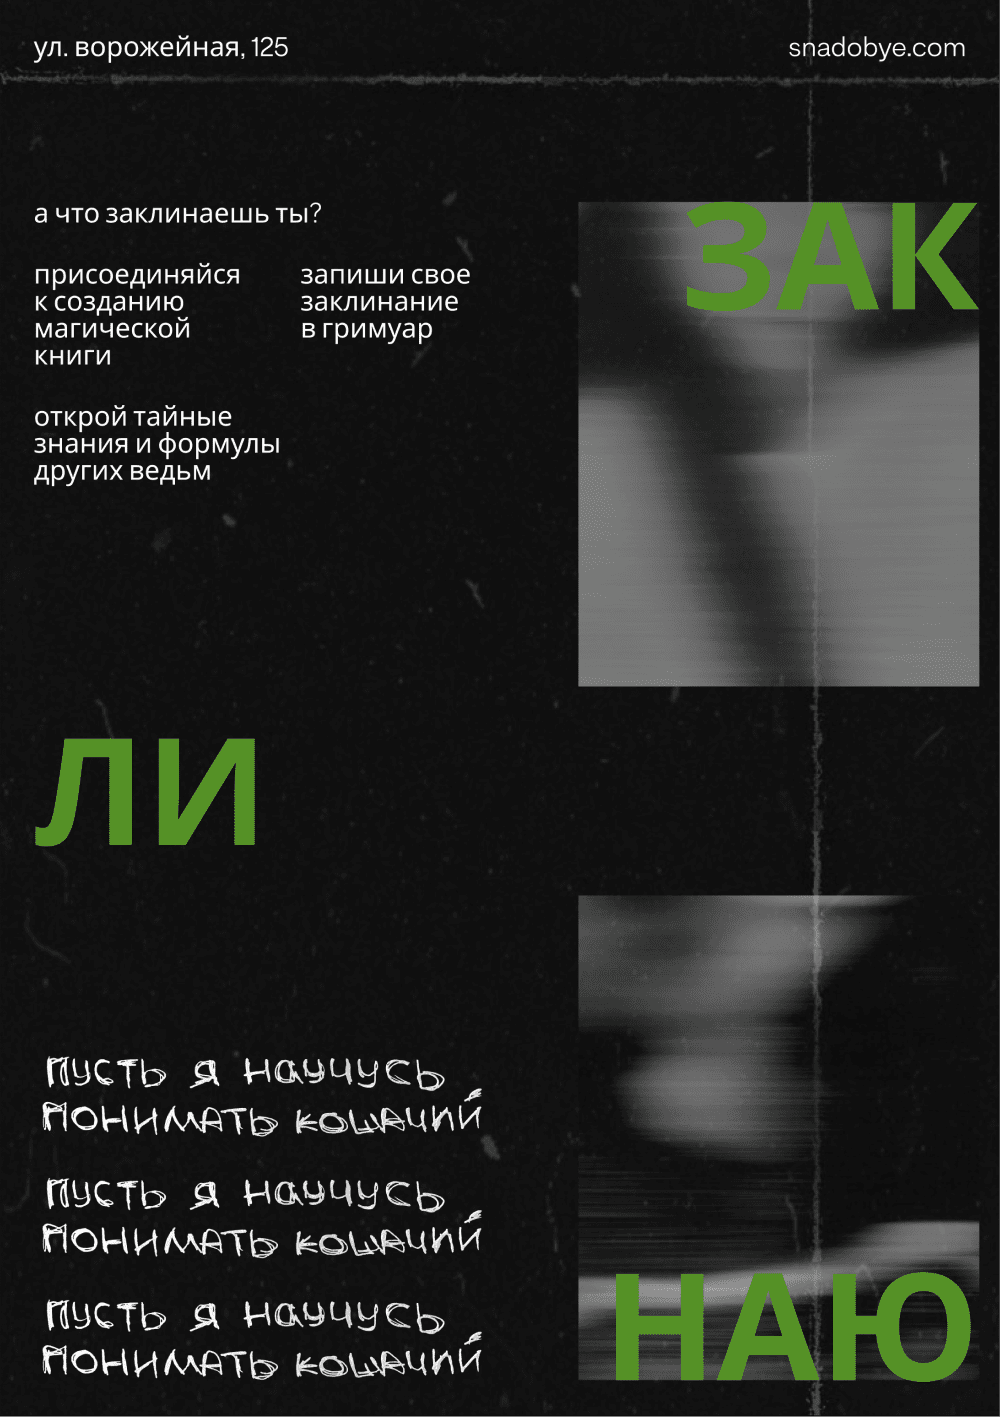 ул. ворожейная, 125
snadobye.com
а что заклинаешь ты?
присоединяйся
к созданию
магической
книги
запиши свое
заклинание
в гримуар
открой тайные
знания и формулы
других ведьм
ЗАК
ЛИ
НАЮ
пусть я научусь
понимать кошачий
пусть я научусь
понимать кошачий
пусть я научусь
понимать кошачий